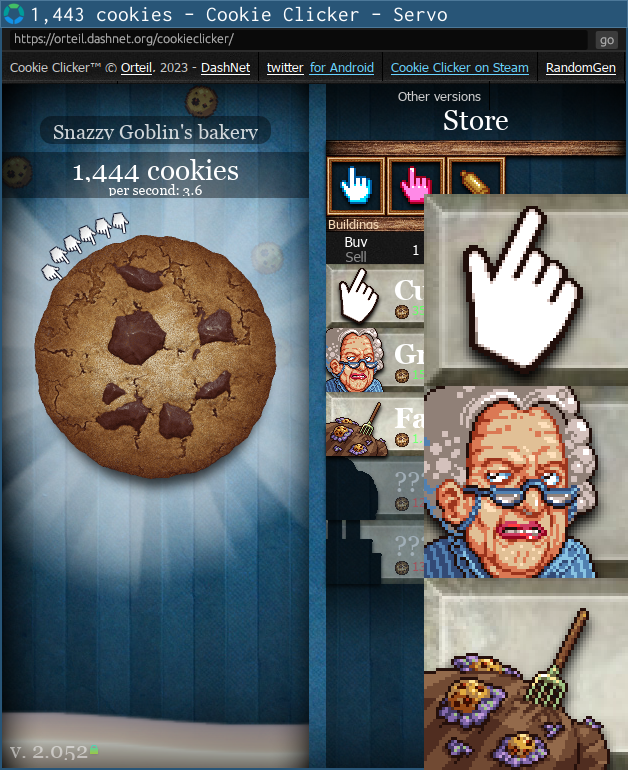 1,443 cookies - Cookie Clicker - Servo
https://orteil.dashnet.org/cookieclicker/
go
Cookie Clicker™ © Orteil, 2023 - DashNet
twitter for Android
Cookie Clicker on Steam
RandomGen
Other versions
Store
Snazzy Goblin's bakery
1,444 cookies
per second: 3.6
Buildings
Buy
Sell
1
Cu
Gr
Fa
??
??
v. 2.052